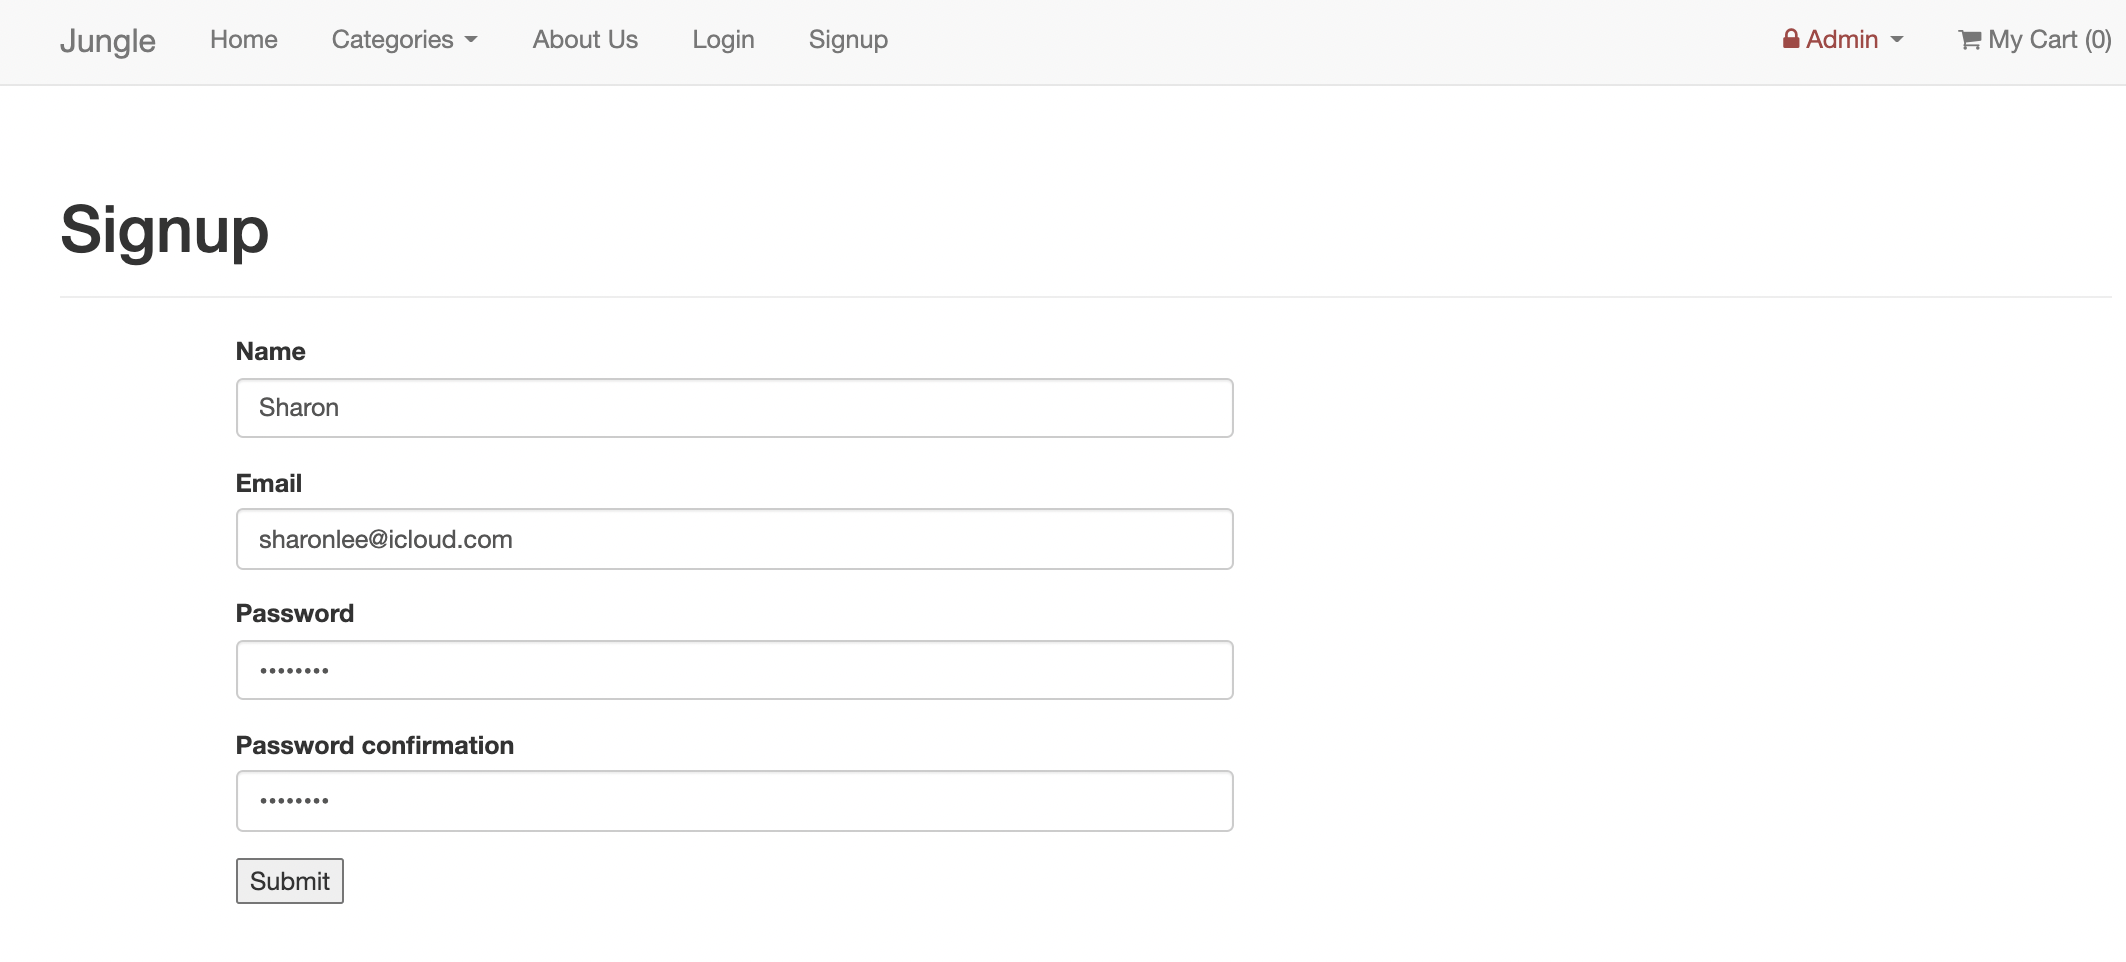 Jungle Home Categories About Us Login Signup Admin My Cart (0)
Signup
Name
Sharon
Email
sharonlee@icloud.com
Password
••••••••
Password confirmation
••••••••
Submit